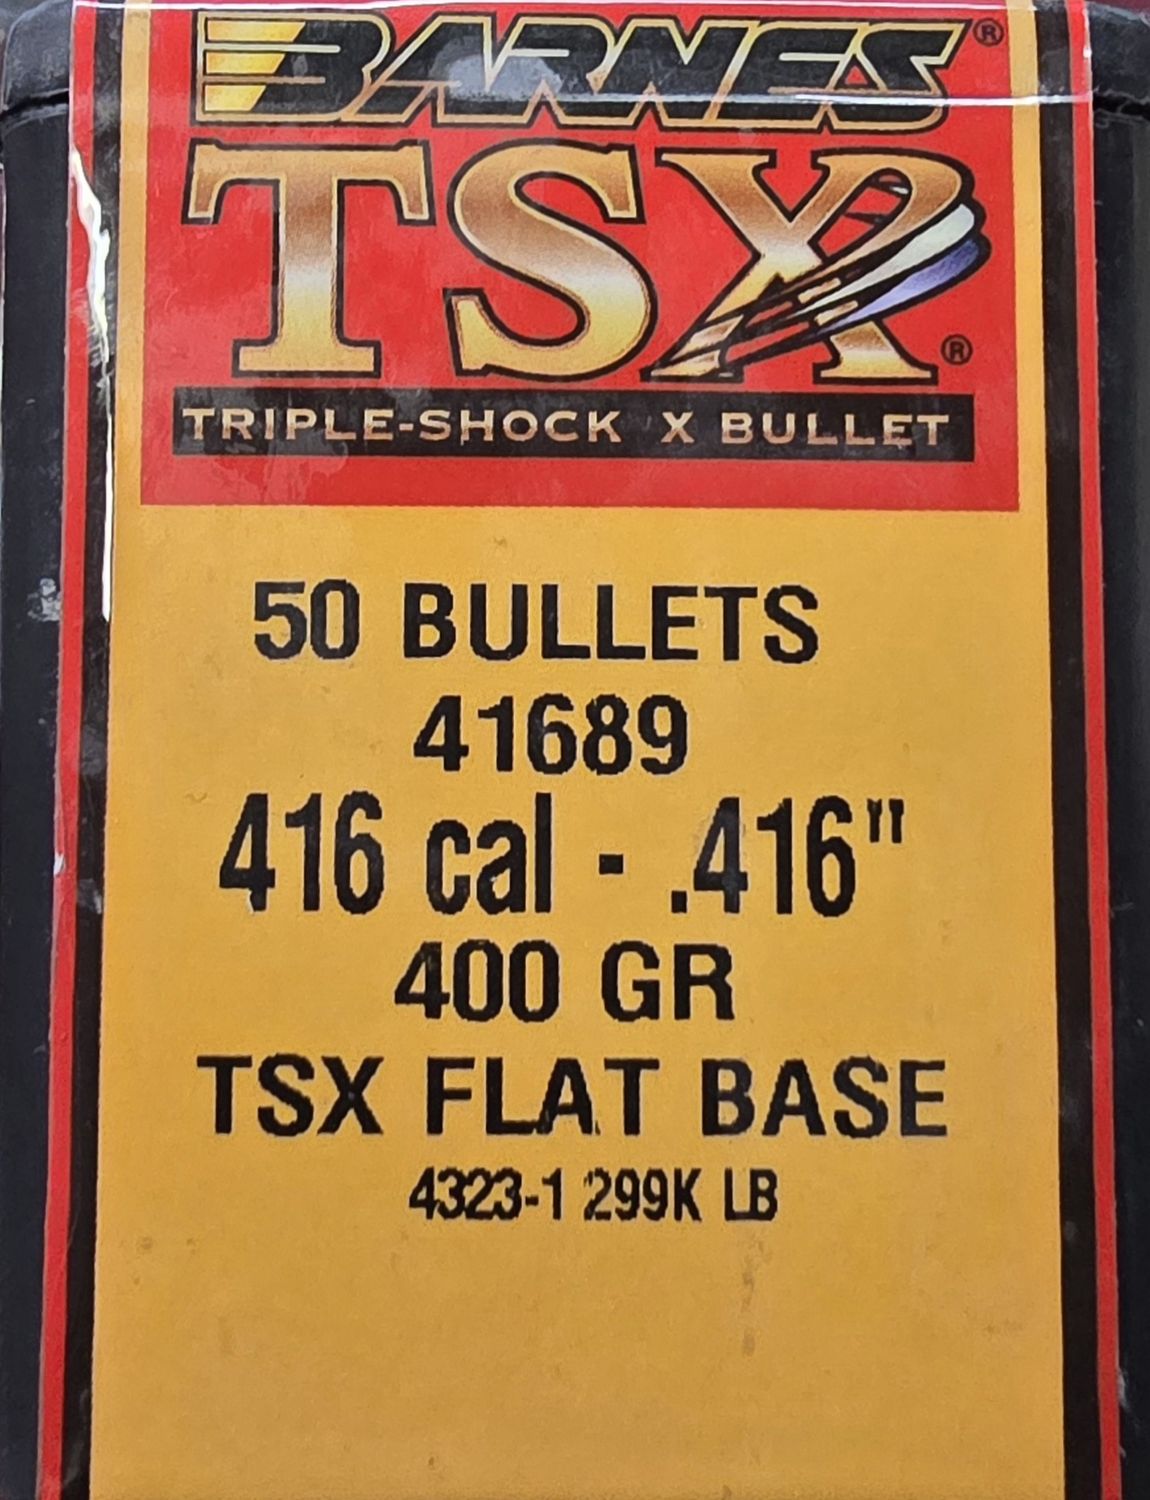 BARNES®
TSX®
TRIPLE-SHOCK X BULLET
50 BULLETS
41689
416 cal - .416"
400 GR
TSX FLAT BASE
4323-1 299K LB